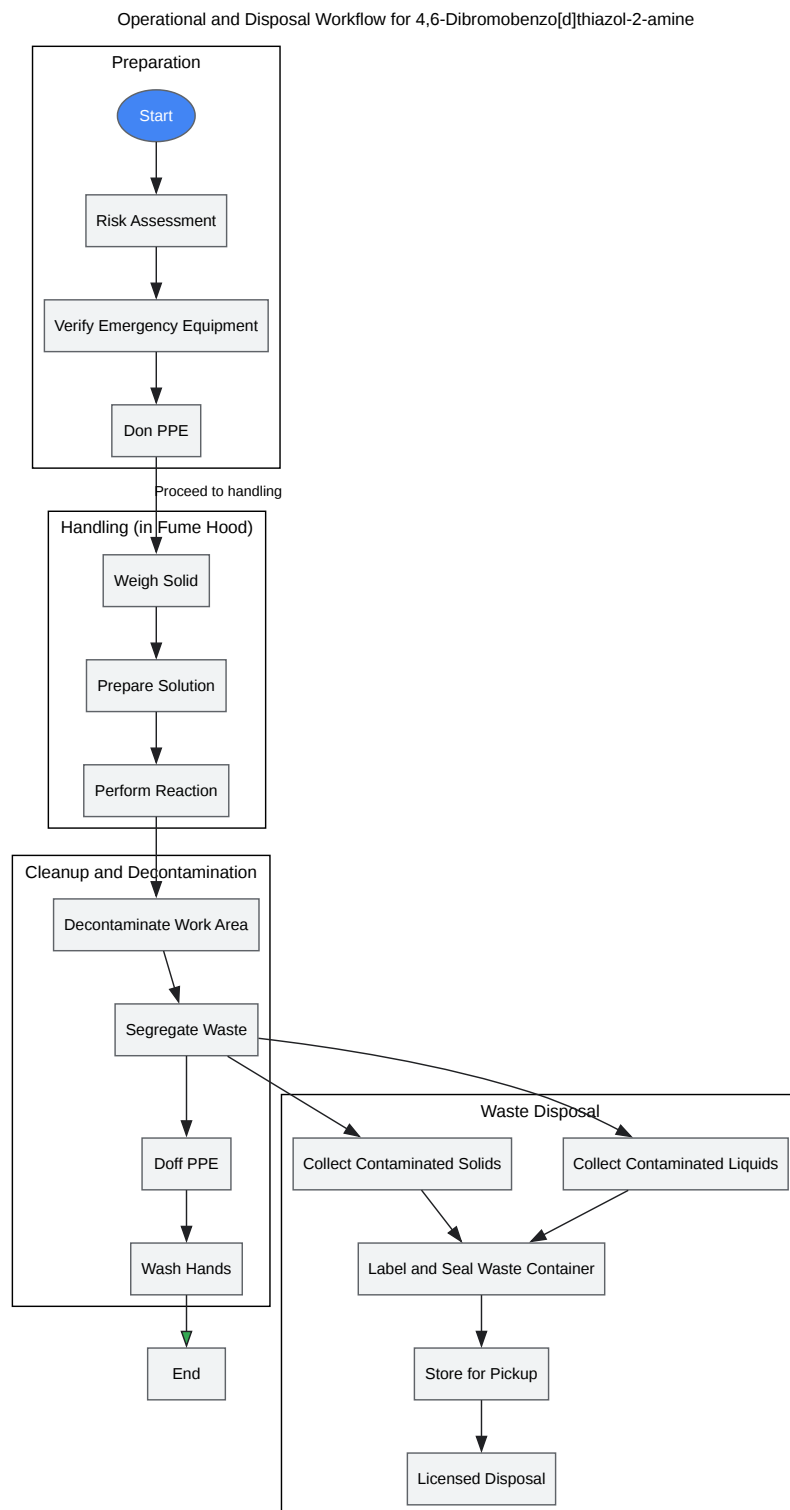 Operational and Disposal Workflow for 4,6-Dibromobenzo[d]thiazol-2-amine
Preparation
Start
Risk Assessment
Verify Emergency Equipment
Don PPE
Proceed to handling
Handling (in Fume Hood)
Weigh Solid
Prepare Solution
Perform Reaction
Cleanup and Decontamination
Decontaminate Work Area
Segregate Waste
Doff PPE
Wash Hands
End
Waste Disposal
Collect Contaminated Solids
Collect Contaminated Liquids
Label and Seal Waste Container
Store for Pickup
Licensed Disposal